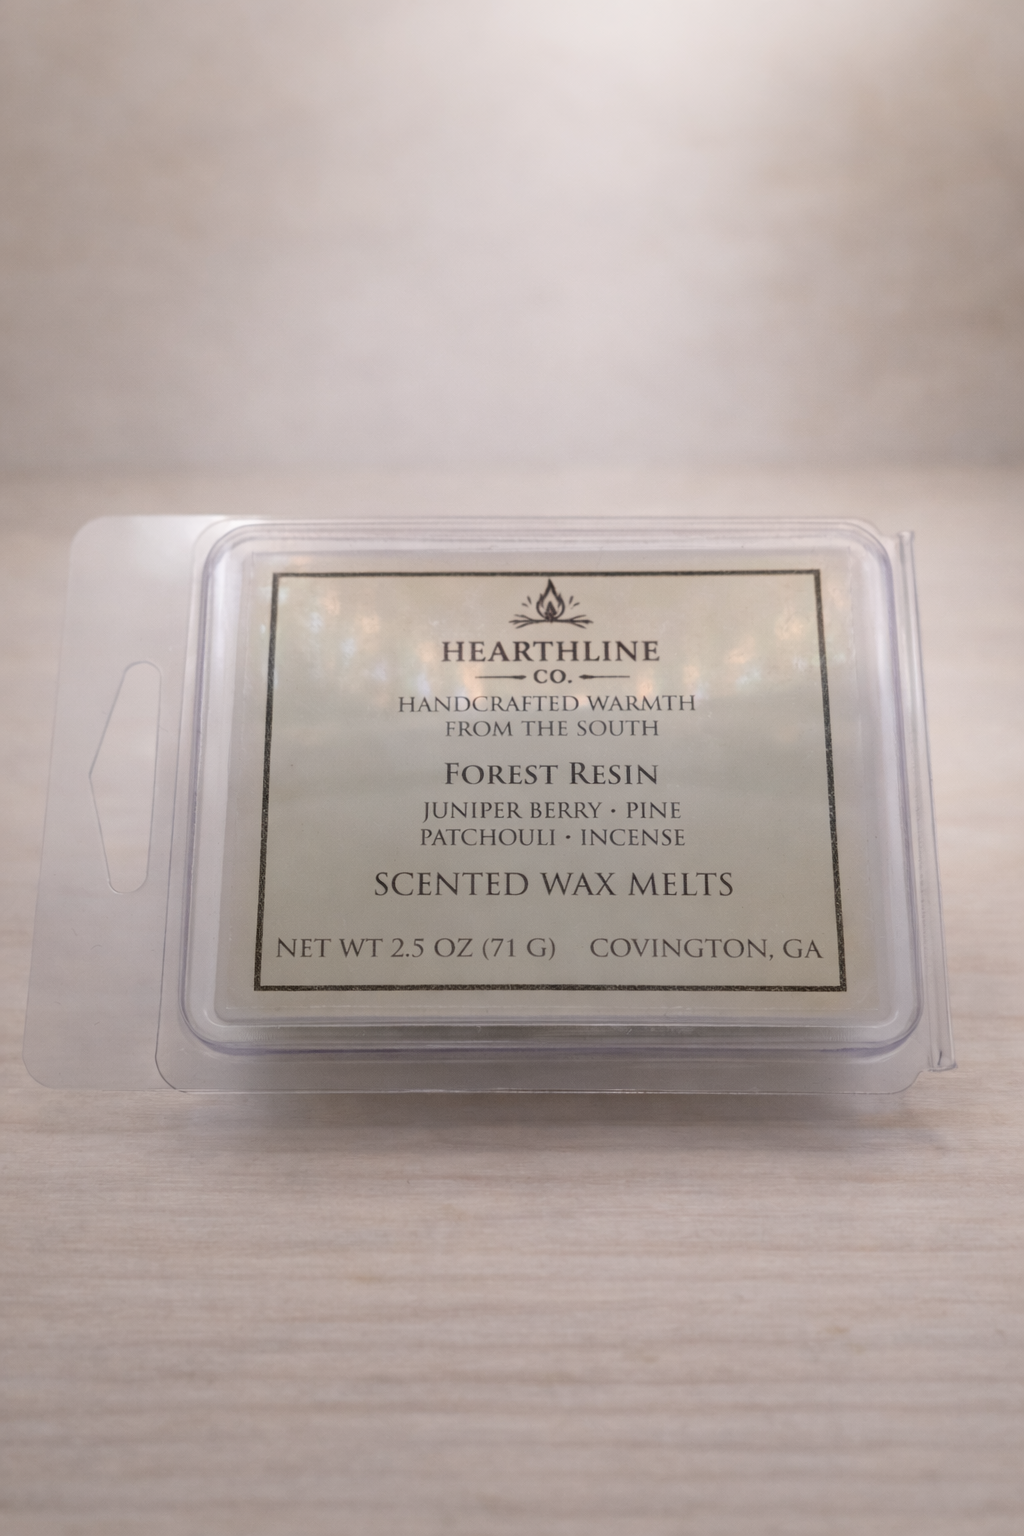 HEARTHLINE
CO.
HANDCRAFTED WARMTH
FROM THE SOUTH
FOREST RESIN
JUNIPER BERRY • PINE
PATCHOULI • INCENSE
SCENTED WAX MELTS
NET WT 2.5 OZ (71 G) COVINGTON, GA